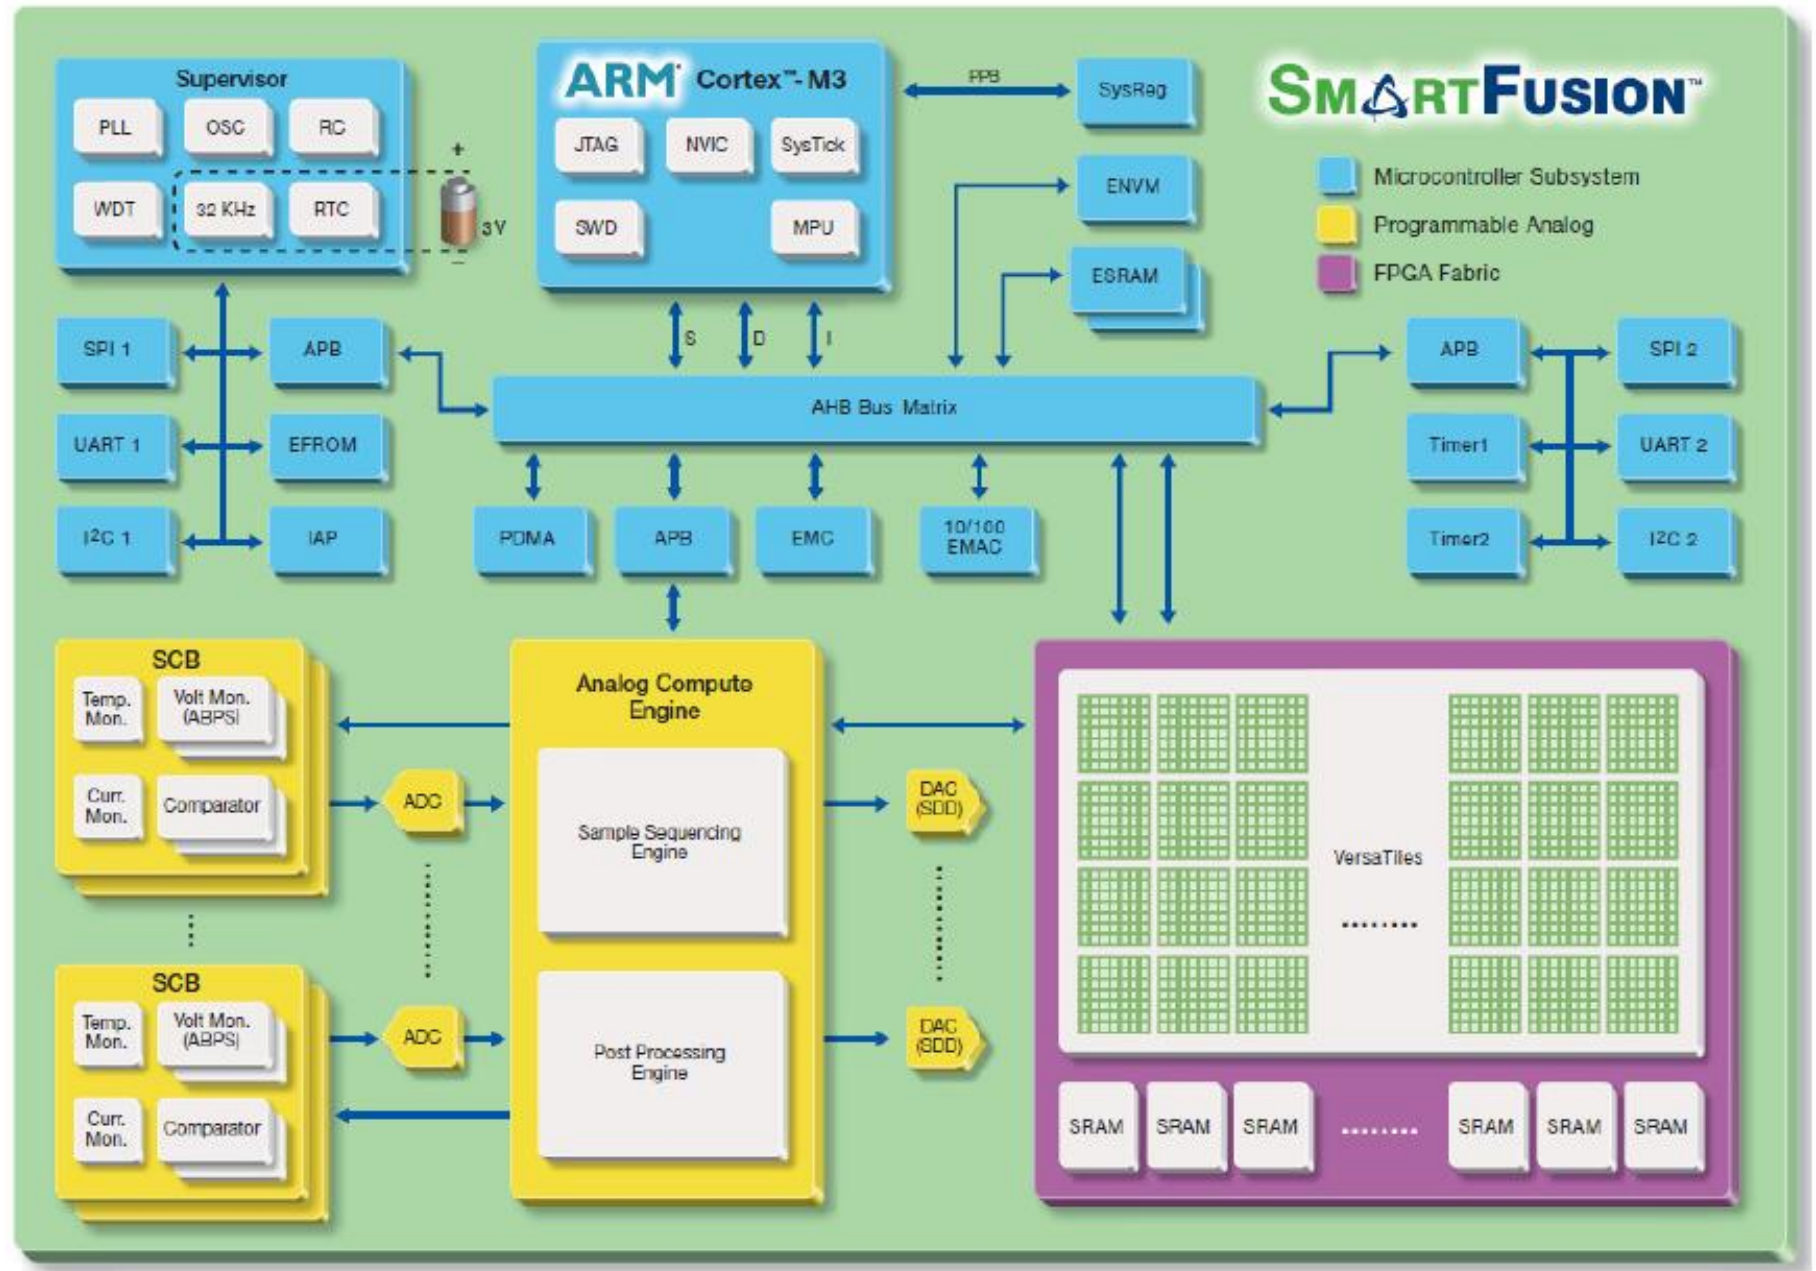 Supervisor
PLL
OSC
RC
WDT
32 KHz
RTC
+
3V
−
ARM Cortex™-M3
JTAG
NVIC
SysTick
SWD
MPU
PPB
SysReg
ENVM
ESRAM
SMARTFUSION™
Microcontroller Subsystem
Programmable Analog
FPGA Fabric
S
D
I
SPI 1
APB
UART 1
EFROM
I²C 1
IAP
AHB Bus Matrix
PDMA
APB
EMC
10/100
EMAC
APB
SPI 2
Timer1
UART 2
Timer2
I²C 2
SCB
Temp.
Mon.
Volt Mon.
(ABPS)
Curr.
Mon.
Comparator
ADC
SCB
Temp.
Mon.
Volt Mon.
(ABPS)
Curr.
Mon.
Comparator
ADC
Analog Compute
Engine
Sample Sequencing
Engine
Post Processing
Engine
DAC
(SDD)
DAC
(SDD)
VersaTiles
........
SRAM
SRAM
SRAM
........
SRAM
SRAM
SRAM